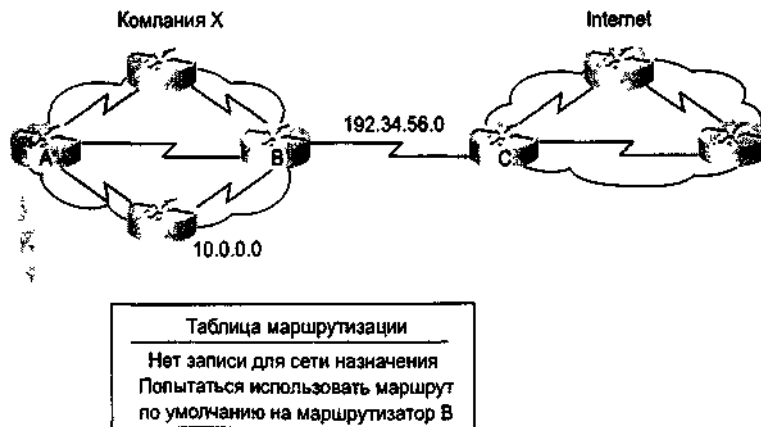 Компания X
Internet
192.34.56.0
A
B
C
10.0.0.0
Таблица маршрутизации
Нет записи для сети назначения
Попытаться использовать маршрут
по умолчанию на маршрутизатор B